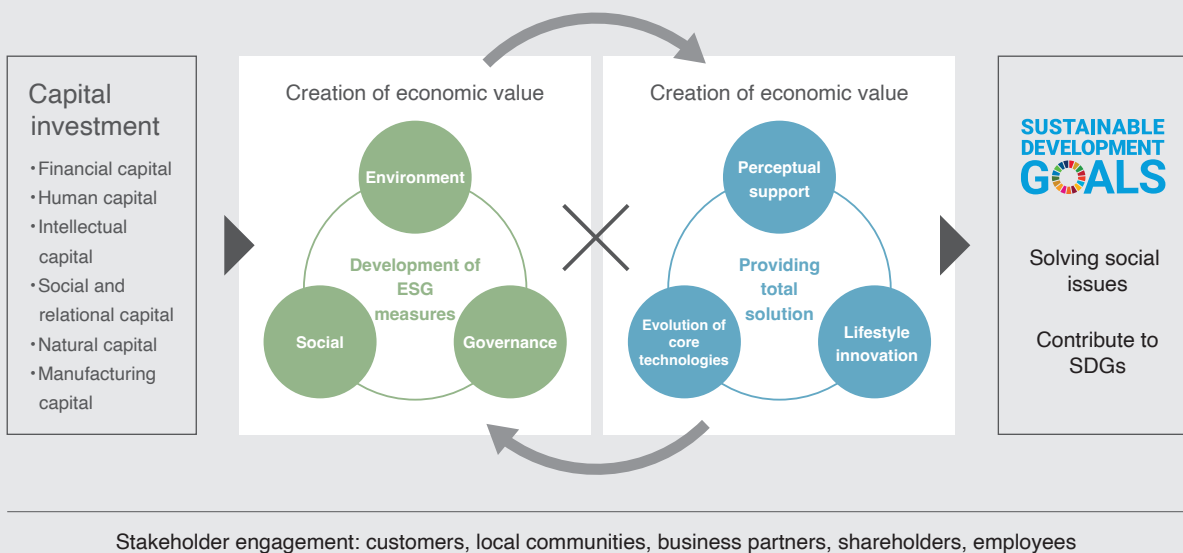 Capital
investment
・Financial capital
・Human capital
・Intellectual
capital
・Social and
relational capital
・Natural capital
・Manufacturing
capital
Creation of economic value
Environment
Development of
ESG
measures
Social
Governance
Creation of economic value
Perceptual
support
Providing
total
solution
Evolution of
core
technologies
Lifestyle
innovation
SUSTAINABLE
DEVELOPMENT
GOALS
Solving social
issues
Contribute to
SDGs
Stakeholder engagement: customers, local communities, business partners, shareholders, employees